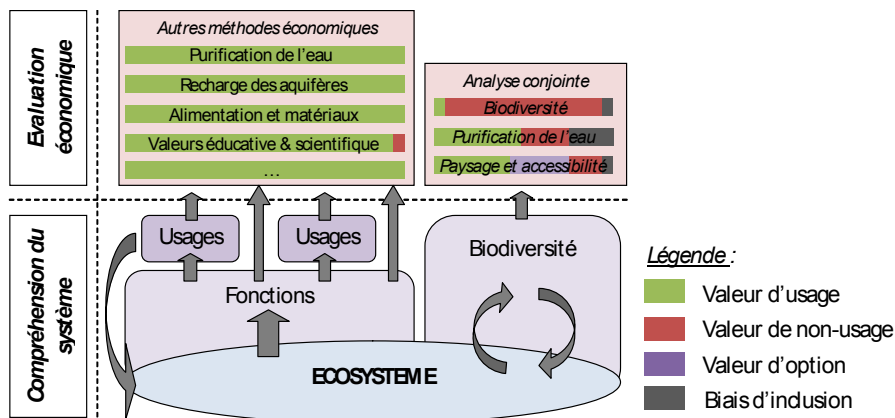 Evaluation
économique
Autres méthodes économiques
Purification de l'eau
Recharge des aquifères
Alimentation et matériaux
Valeurs éducative & scientifique
...
Analyse conjointe
Biodiversité
Purification de l'eau
Paysage et accessibilité
Compréhension du
système
Usages
Usages
Fonctions
Biodiversité
ECOSYSTEME
Légende :
Valeur d'usage
Valeur de non-usage
Valeur d'option
Biais d'inclusion